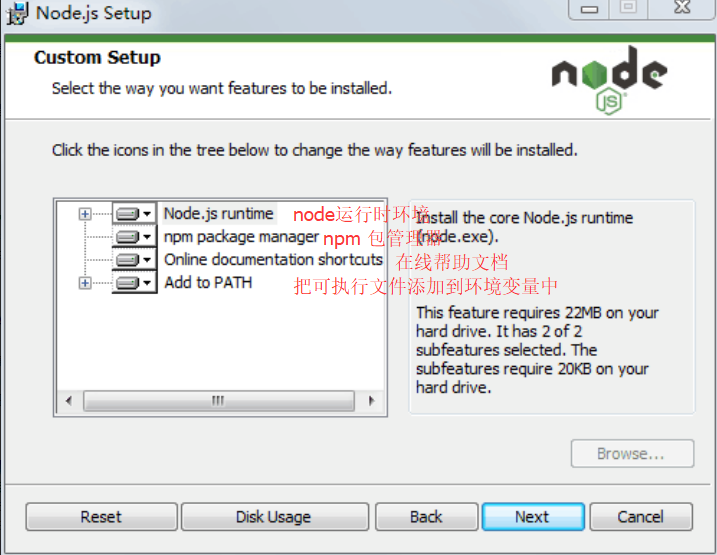 Node.js Setup
Custom Setup
Select the way you want features to be installed.
node
JS
Click the icons in the tree below to change the way features will be installed.
Node.js runtime node运行时环境
npm package manager npm 包管理器
Online documentation shortcuts 在线帮助文档
Add to PATH 把可执行文件添加到环境变量中
Install the core Node.js runtime
(node.exe).
This feature requires 22MB on your
hard drive. It has 2 of 2
subfeatures selected. The
subfeatures require 20KB on your
hard drive.
Browse...
Reset Disk Usage Back Next Cancel